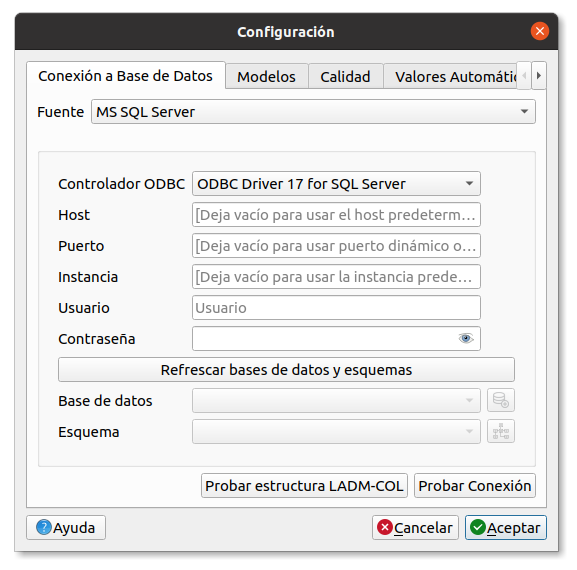 Configuración
Conexión a Base de Datos Modelos Calidad Valores Automátic
Fuente MS SQL Server
Controlador ODBC ODBC Driver 17 for SQL Server
Host [Deja vacío para usar el host predeterm...
Puerto [Deja vacío para usar puerto dinámico o...
Instancia [Deja vacío para usar la instancia prede...
Usuario Usuario
Contraseña
Refrescar bases de datos y esquemas
Base de datos
Esquema
Probar estructura LADM-COL Probar Conexión
Ayuda Cancelar Aceptar